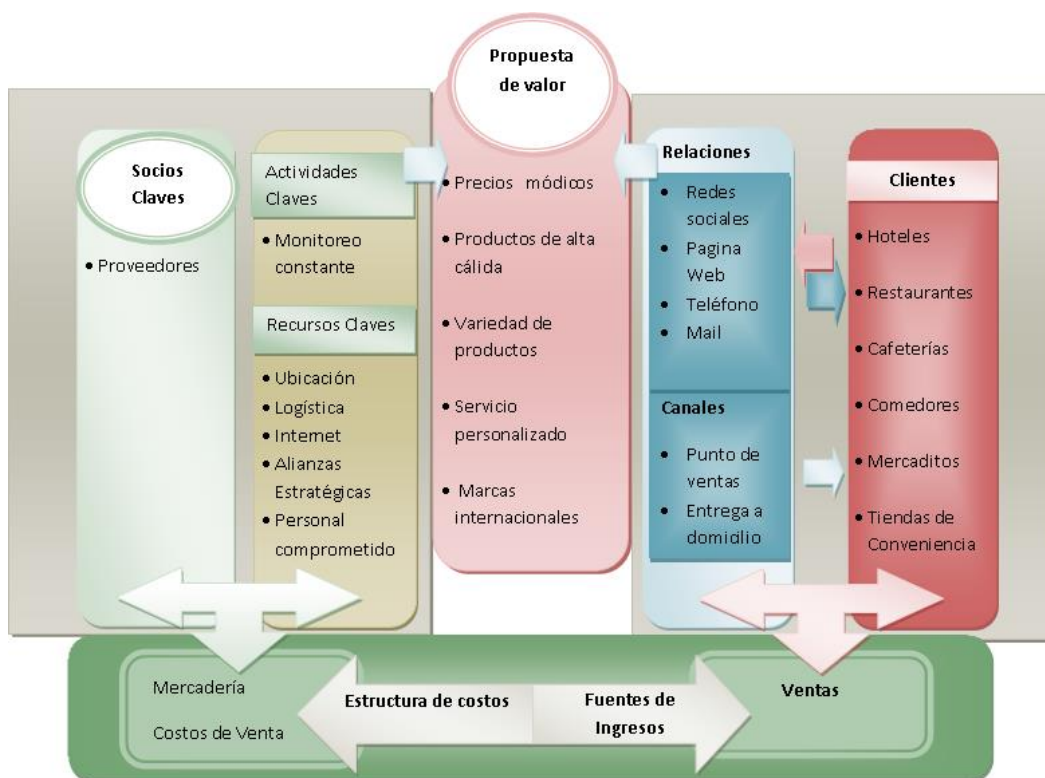 Socios
Claves
• Proveedores
Actividades
Claves
• Monitoreo
constante
Recursos Claves
• Ubicación
• Logística
• Internet
• Alianzas
Estratégicas
• Personal
comprometido
Propuesta
de valor
• Precios módicos
• Productos de alta
cálida
• Variedad de
productos
• Servicio
personalizado
• Marcas
internacionales
Relaciones
• Redes
sociales
• Pagina
Web
• Teléfono
• Mail
Canales
• Punto de
ventas
• Entrega a
domicilio
Clientes
• Hoteles
• Restaurantes
• Cafeterías
• Comedores
• Mercaditos
• Tiendas de
Conveniencia
Mercadería
Costos de Venta
Estructura de costos
Fuentes de
Ingresos
Ventas